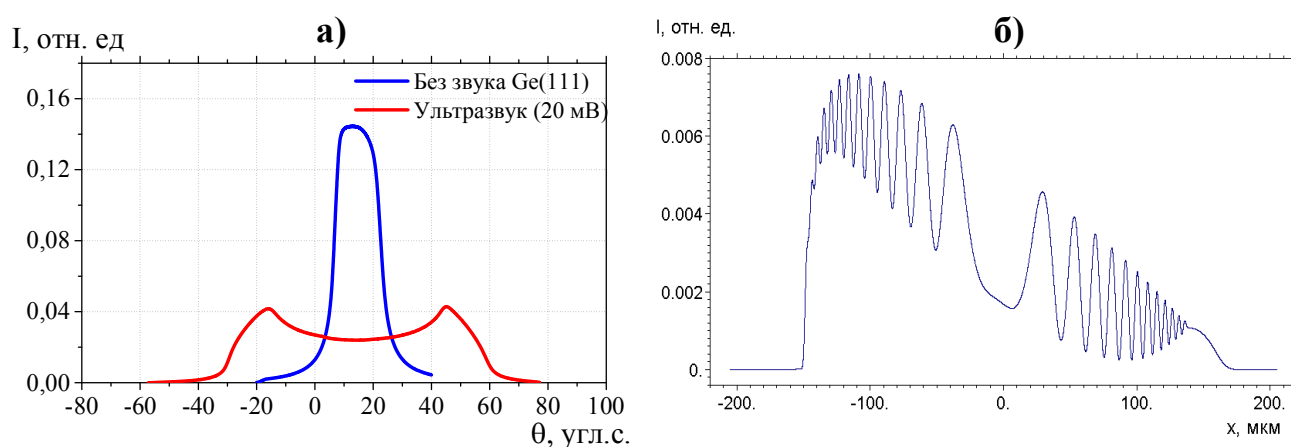 а)
I, отн. ед
Без звука Ge(111)
Ультразвук (20 мВ)
0,16
0,12
0,08
0,04
0,00
-80 -60 -40 -20 0 20 40 60 80 100
θ, угл.с.
б)
I, отн. ед.
0.008
0.006
0.004
0.002
0.
-200. -100. 0. 100. 200.
x, мкм